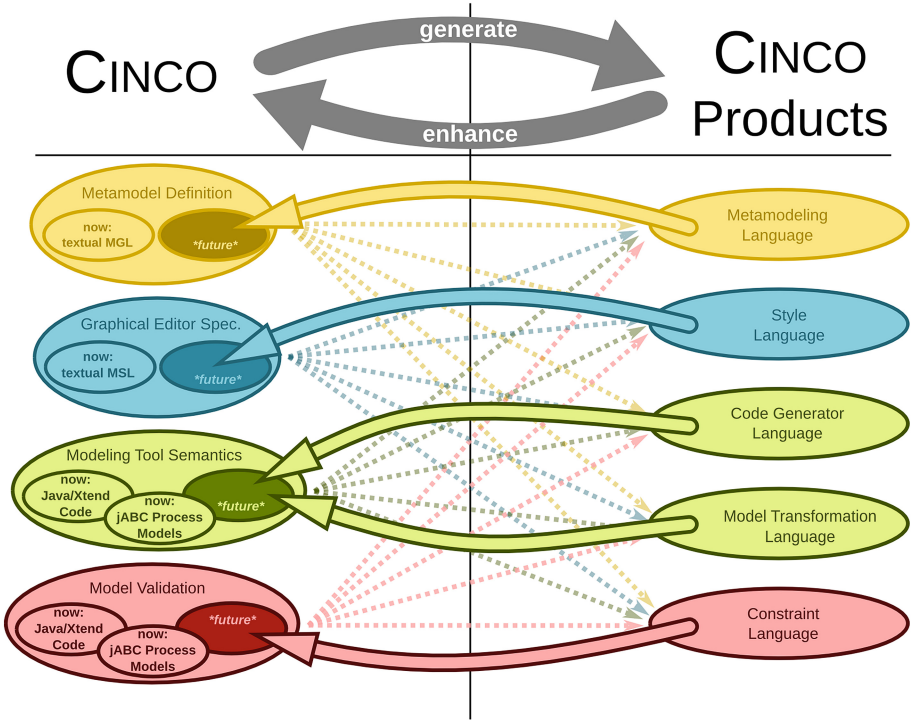 generate
CINCO
CINCO
Products
enhance
Metamodel Definition
now:
textual MGL
*future*
Metamodeling
Language
Graphical Editor Spec.
now:
textual MSL
*future*
Style
Language
Modeling Tool Semantics
now:
Java/Xtend
Code
now:
jABC Process
Models
*future*
Code Generator
Language
Model Transformation
Language
Model Validation
now:
Java/Xtend
Code
now:
jABC Process
Models
*future*
Constraint
Language